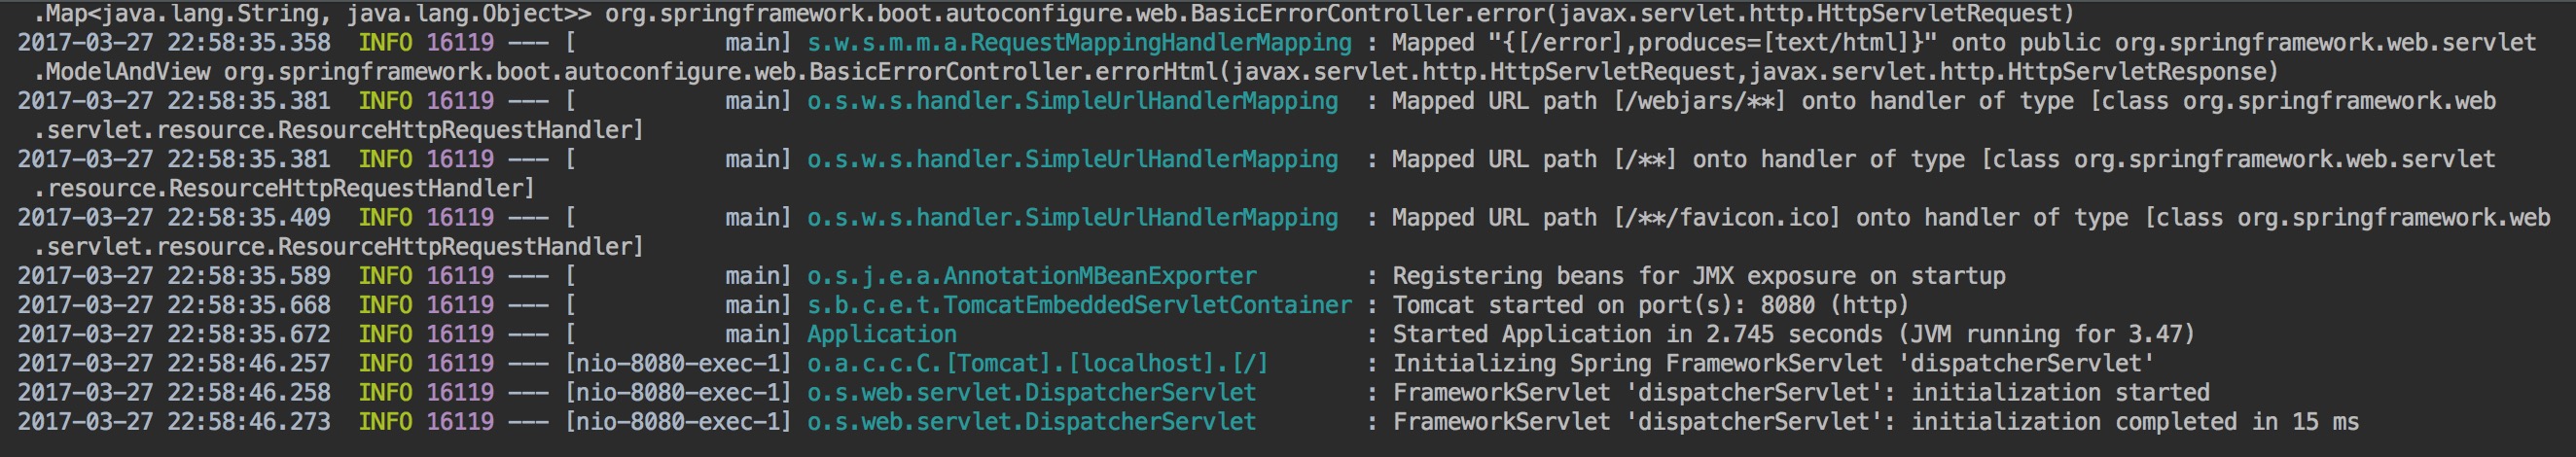 .Map<java.lang.String, java.lang.Object>> org.springframework.boot.autoconfigure.web.BasicErrorController.error(javax.servlet.http.HttpServletRequest)
2017-03-27 22:58:35.358  INFO 16119 --- [           main] s.w.s.m.m.a.RequestMappingHandlerMapping : Mapped "{[/error],produces=[text/html]}" onto public org.springframework.web.servlet
.ModelAndView org.springframework.boot.autoconfigure.web.BasicErrorController.errorHtml(javax.servlet.http.HttpServletRequest,javax.servlet.http.HttpServletResponse)
2017-03-27 22:58:35.381  INFO 16119 --- [           main] o.s.w.s.handler.SimpleUrlHandlerMapping  : Mapped URL path [/webjars/**] onto handler of type [class org.springframework.web
.servlet.resource.ResourceHttpRequestHandler]
2017-03-27 22:58:35.381  INFO 16119 --- [           main] o.s.w.s.handler.SimpleUrlHandlerMapping  : Mapped URL path [/**] onto handler of type [class org.springframework.web.servlet
.resource.ResourceHttpRequestHandler]
2017-03-27 22:58:35.409  INFO 16119 --- [           main] o.s.w.s.handler.SimpleUrlHandlerMapping  : Mapped URL path [/**/favicon.ico] onto handler of type [class org.springframework.web
.servlet.resource.ResourceHttpRequestHandler]
2017-03-27 22:58:35.589  INFO 16119 --- [           main] o.s.j.e.a.AnnotationMBeanExporter        : Registering beans for JMX exposure on startup
2017-03-27 22:58:35.668  INFO 16119 --- [           main] s.b.c.e.t.TomcatEmbeddedServletContainer : Tomcat started on port(s): 8080 (http)
2017-03-27 22:58:35.672  INFO 16119 --- [           main] Application                              : Started Application in 2.745 seconds (JVM running for 3.47)
2017-03-27 22:58:46.257  INFO 16119 --- [nio-8080-exec-1] o.a.c.c.C.[Tomcat].[localhost].[/]       : Initializing Spring FrameworkServlet 'dispatcherServlet'
2017-03-27 22:58:46.258  INFO 16119 --- [nio-8080-exec-1] o.s.web.servlet.DispatcherServlet        : FrameworkServlet 'dispatcherServlet': initialization started
2017-03-27 22:58:46.273  INFO 16119 --- [nio-8080-exec-1] o.s.web.servlet.DispatcherServlet        : FrameworkServlet 'dispatcherServlet': initialization completed in 15 ms